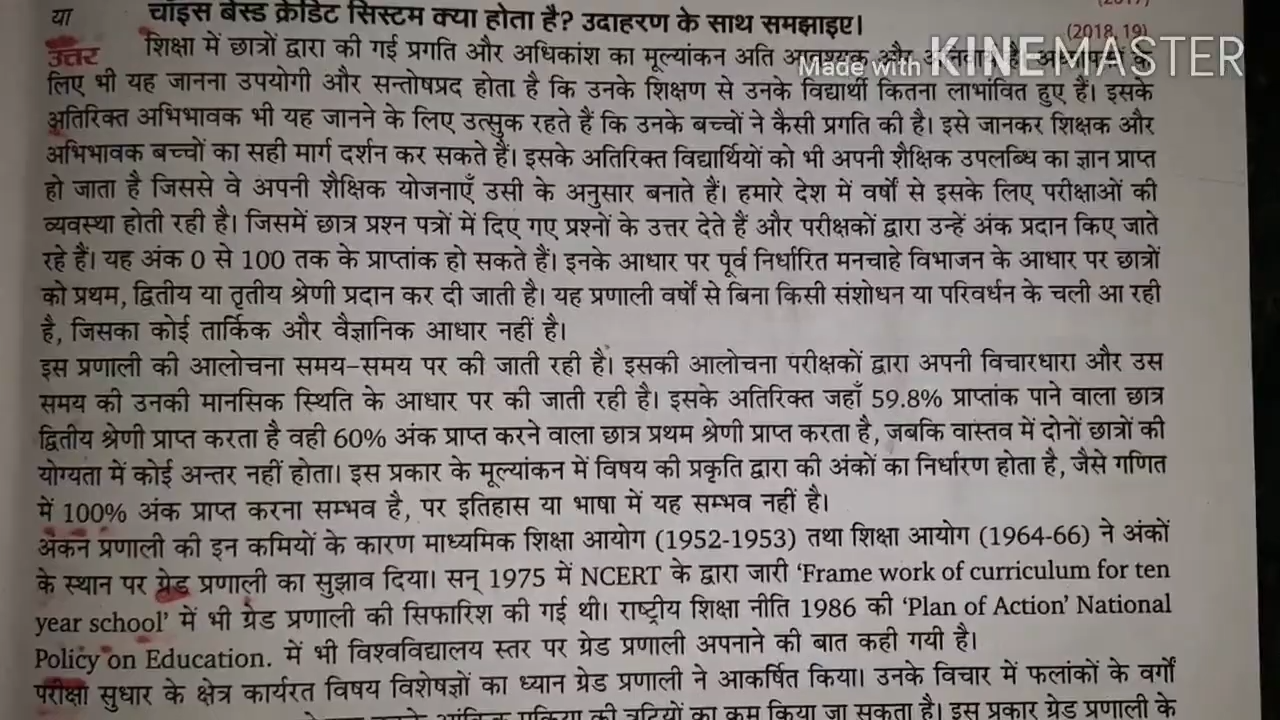 या चॉइस बेस्ड क्रेडिट सिस्टम क्या होता है? उदाहरण के साथ समझाइए।
(2018, 19)
Made with KINEMASTER
उत्तर शिक्षा में छात्रों द्वारा की गई प्रगति और अधिकांश का मूल्यांकन अति आवश्यक और
लिए भी यह जानना उपयोगी और सन्तोषप्रद होता है कि उनके शिक्षण से उनके विद्यार्थी कितना लाभांवित हुए हैं। इसके
अतिरिक्त अभिभावक भी यह जानने के लिए उत्सुक रहते हैं कि उनके बच्चों ने कैसी प्रगति की है। इसे जानकर शिक्षक और
अभिभावक बच्चों का सही मार्ग दर्शन कर सकते हैं। इसके अतिरिक्त विद्यार्थियों को भी अपनी शैक्षिक उपलब्धि का ज्ञान प्राप्त
हो जाता है जिससे वे अपनी शैक्षिक योजनाएँ उसी के अनुसार बनाते हैं। हमारे देश में वर्षों से इसके लिए परीक्षाओं की
व्यवस्था होती रही है। जिसमें छात्र प्रश्न पत्रों में दिए गए प्रश्नों के उत्तर देते हैं और परीक्षकों द्वारा उन्हें अंक प्रदान किए जाते
रहे हैं। यह अंक 0 से 100 तक के प्राप्तांक हो सकते हैं। इनके आधार पर पूर्व निर्धारित मनचाहे विभाजन के आधार पर छात्रों
को प्रथम, द्वितीय या तृतीय श्रेणी प्रदान कर दी जाती है। यह प्रणाली वर्षों से बिना किसी संशोधन या परिवर्धन के चली आ रही
है, जिसका कोई तार्किक और वैज्ञानिक आधार नहीं है।
इस प्रणाली की आलोचना समय-समय पर की जाती रही है। इसकी आलोचना परीक्षकों द्वारा अपनी विचारधारा और उस
समय की उनकी मानसिक स्थिति के आधार पर की जाती रही है। इसके अतिरिक्त जहाँ 59.8% प्राप्तांक पाने वाला छात्र
द्वितीय श्रेणी प्राप्त करता है वही 60% अंक प्राप्त करने वाला छात्र प्रथम श्रेणी प्राप्त करता है, जबकि वास्तव में दोनों छात्रों की
योग्यता में कोई अन्तर नहीं होता। इस प्रकार के मूल्यांकन में विषय की प्रकृति द्वारा की अंकों का निर्धारण होता है, जैसे गणित
में 100% अंक प्राप्त करना सम्भव है, पर इतिहास या भाषा में यह सम्भव नहीं है।
अंकन प्रणाली की इन कमियों के कारण माध्यमिक शिक्षा आयोग (1952-1953) तथा शिक्षा आयोग (1964-66) ने अंकों
के स्थान पर ग्रेड प्रणाली का सुझाव दिया। सन् 1975 में NCERT के द्वारा जारी ‘Frame work of curriculum for ten
year school’ में भी ग्रेड प्रणाली की सिफारिश की गई थी। राष्ट्रीय शिक्षा नीति 1986 की ‘Plan of Action’ National
Policy on Education. में भी विश्वविद्यालय स्तर पर ग्रेड प्रणाली अपनाने की बात कही गयी है।
परीक्षा सुधार के क्षेत्र कार्यरत विषय विशेषज्ञों का ध्यान ग्रेड प्रणाली ने आकर्षित किया। उनके विचार में फलांकों के वर्गों
की त्रुटियों का कम किया जा सकता है। इस प्रकार ग्रेड प्रणाली के